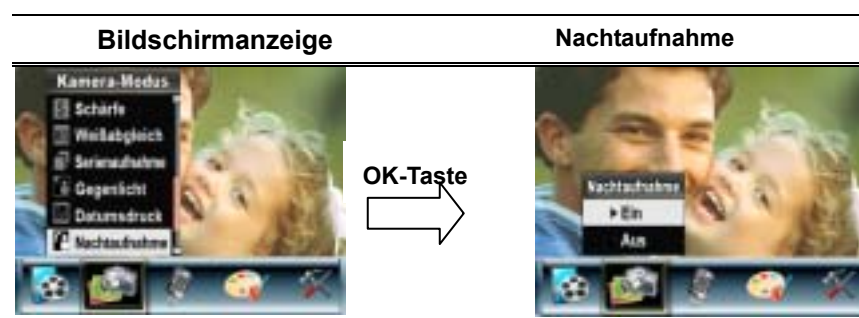 Bildschirmanzeige
Nachtaufnahme
Kamera-Modus
Schärfe
Weißabgleich
Serienaufnahme
Gegenlicht
Datumsdruck
Nachtaufnahme
OK-Taste
Nachtaufnahme
Ein
Aus